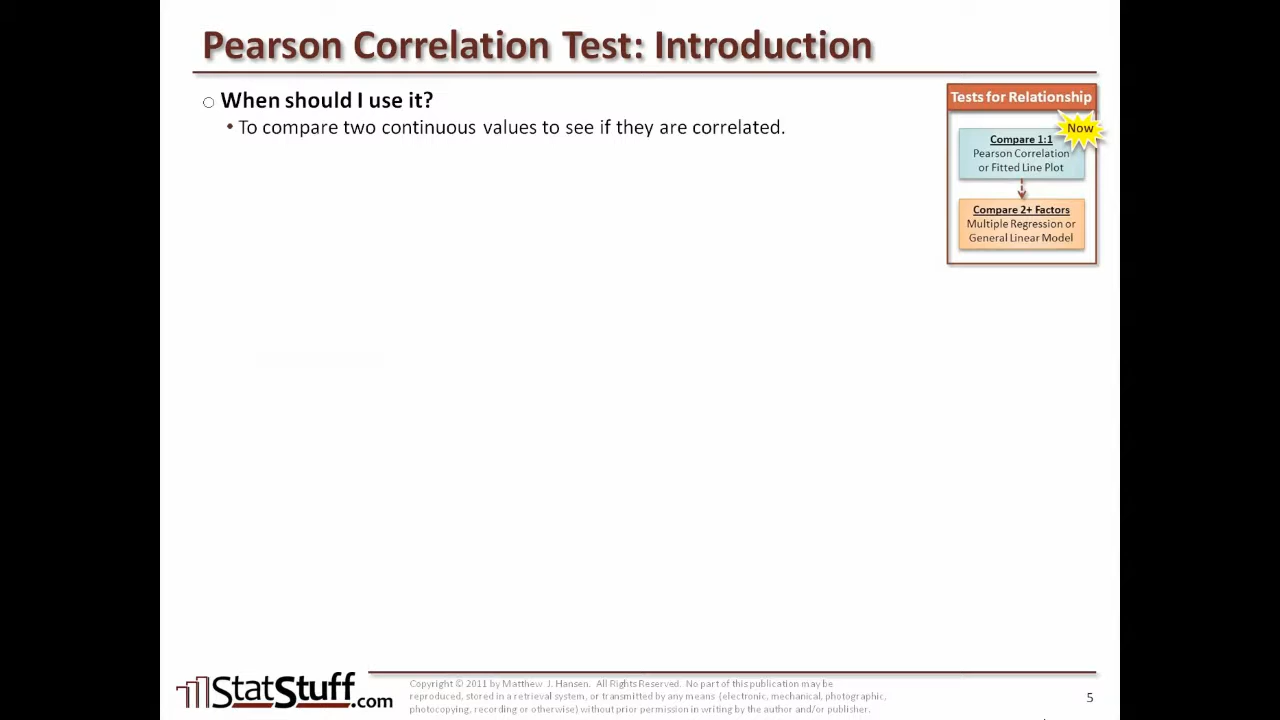 Pearson Correlation Test: Introduction
○ When should I use it?
• To compare two continuous values to see if they are correlated.
Tests for Relationship
Now
Compare 1:1
Pearson Correlation
or Fitted Line Plot
Compare 2+ Factors
Multiple Regression or
General Linear Model
StatStuff.com
Copyright © 2011 by Matthew J. Hansen. All Rights Reserved. No part of this publication may be
reproduced, stored in a retrieval system, or transmitted by any means (electronic, mechanical, photographic,
photocopying, recording or otherwise) without prior permission in writing by the author and/or publisher.
5